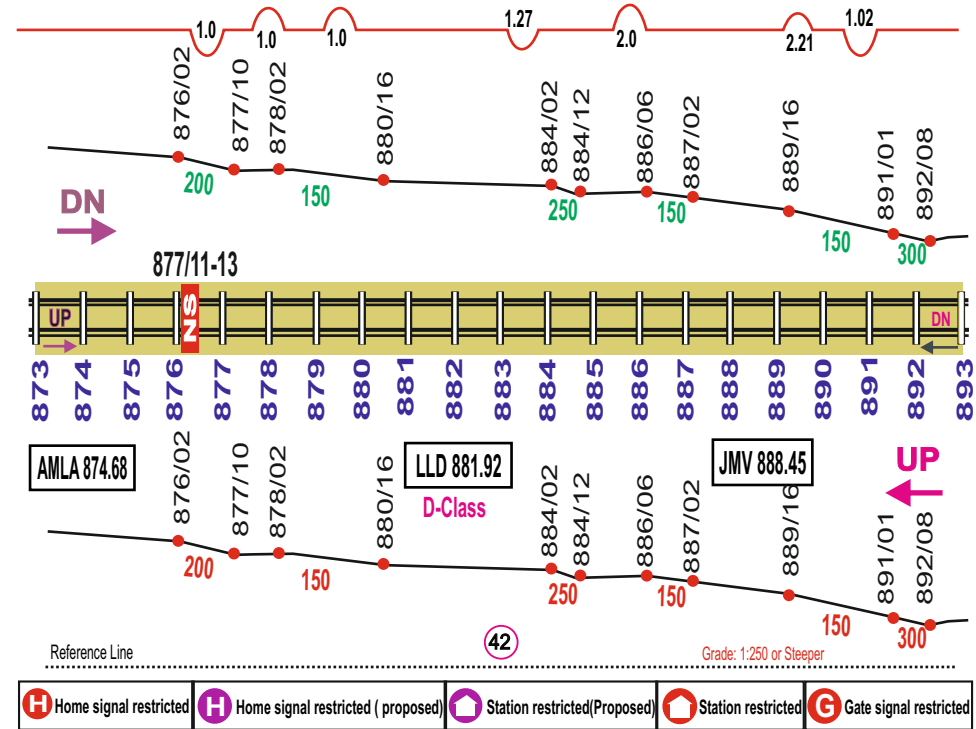 1.0 1.0 1.0 1.27 2.0 2.21 1.02
876/02 877/10 878/02 880/16 884/02 884/12 886/06 887/02 889/16 891/01 892/08
200 150 250 150 150 300
DN
877/11-13
NS
UP
DN
873 874 875 876 877 878 879 880 881 882 883 884 885 886 887 888 889 890 891 892 893
AMLA 874.68
LLD 881.92
D-Class
JMV 888.45
UP
876/02 877/10 878/02 880/16 884/02 884/12 886/06 887/02 889/16 891/01 892/08
200 150 250 150 150 300
42
Reference Line
Grade: 1:250 or Steeper
H Home signal restricted
H Home signal restricted ( proposed)
Station restricted(Proposed)
Station restricted
G Gate signal restricted